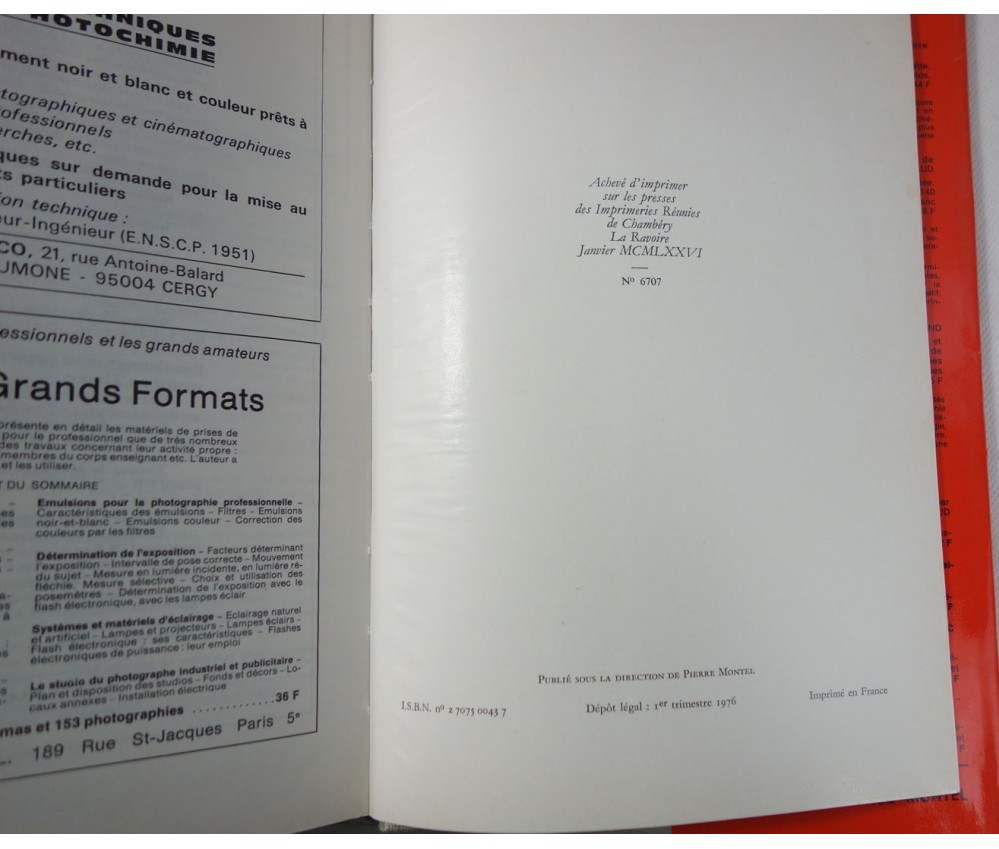 NIQUES
HOTOCHIMIE
ment noir et blanc et couleur prêts à
tographiques et cinématographiques
ofessionnels
erches, etc.
ques sur demande pour la mise au
ts particuliers
ion technique :
eur-Ingénieur (E.N.S.C.P. 1951)
CO, 21, rue Antoine-Balard
UMONE - 95004 CERGY
essionnels et les grands amateurs
Grands Formats
présente en détail les matériels de prises de
pour le professionnel que de très nombreux
des travaux concernant leur activité propre :
membres du corps enseignant etc. L'auteur a
et les utiliser.
T DU SOMMAIRE
Emulsions pour la photographie professionnelle –
Caractéristiques des émulsions – Filtres – Emulsions
noir-et-blanc – Emulsions couleur – Correction des
couleurs par les filtres
Détermination de l'exposition – Facteurs déterminant
l'exposition – Intervalle de pose correcte – Mouvement
du sujet – Mesure en lumière incidente, en lumière ré-
fléchie. Mesure sélective – Choix et utilisation des
posemètres – Détermination de l'exposition avec le
flash électronique, avec les lampes éclair
Systèmes et matériels d'éclairage – Eclairage naturel
et artificiel – Lampes et projecteurs – Lampes éclairs –
Flash électronique : ses caractéristiques – Flashes
électroniques de puissance : leur emploi
Le studio du photographe industriel et publicitaire –
Plan et disposition des studios – Fonds et décors – Lo-
caux annexes – Installation électrique
mas et 153 photographies ............36 F
189 Rue St-Jacques Paris 5e
Achevé d'imprimer
sur les presses
des Imprimeries Réunies
de Chambéry
La Ravoire
Janvier MCMLXXVI
No 6707
Publié sous la direction de Pierre Montel
I.S.B.N. no 2 7075 0043 7
Dépôt légal : 1er trimestre 1976
Imprimé en France
MONTEL